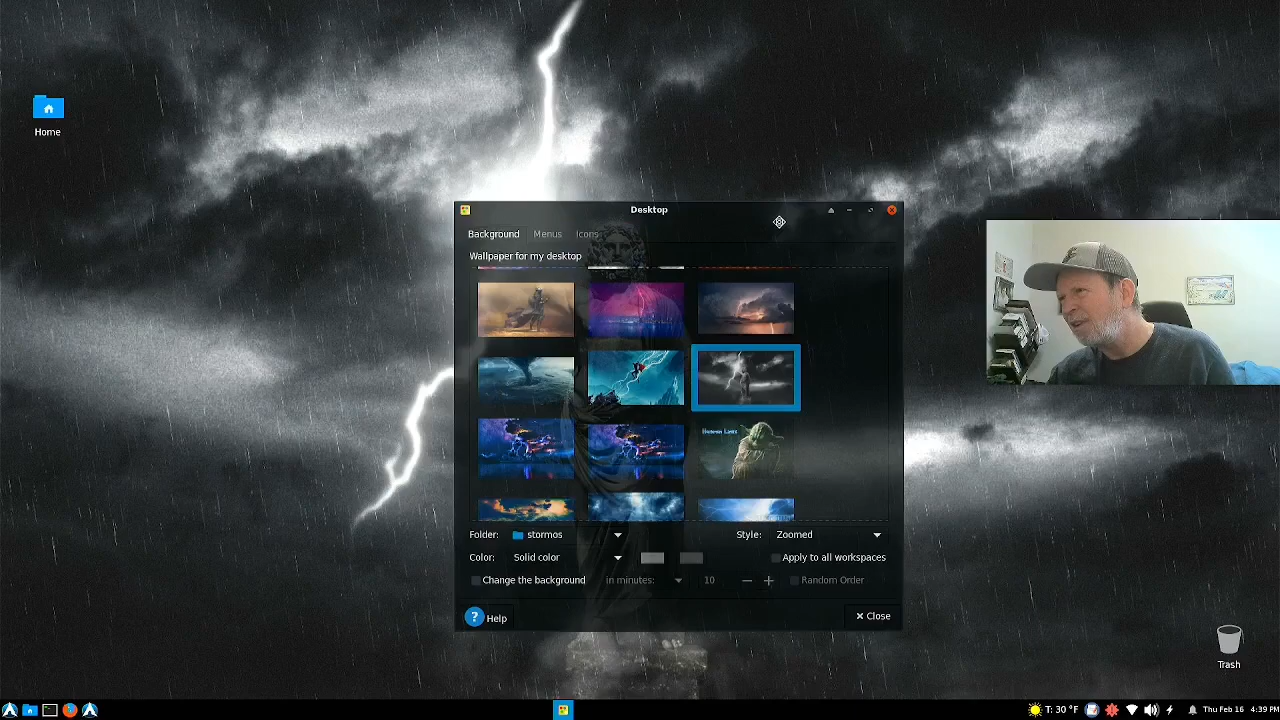 Home
Desktop
Background Menus Icons
Wallpaper for my desktop
Folder: stormos Style: Zoomed
Color: Solid color Apply to all workspaces
Change the background in minutes: 10 Random Order
? Help Close
Trash
T: 30 °F Thu Feb 16 4:39 PM